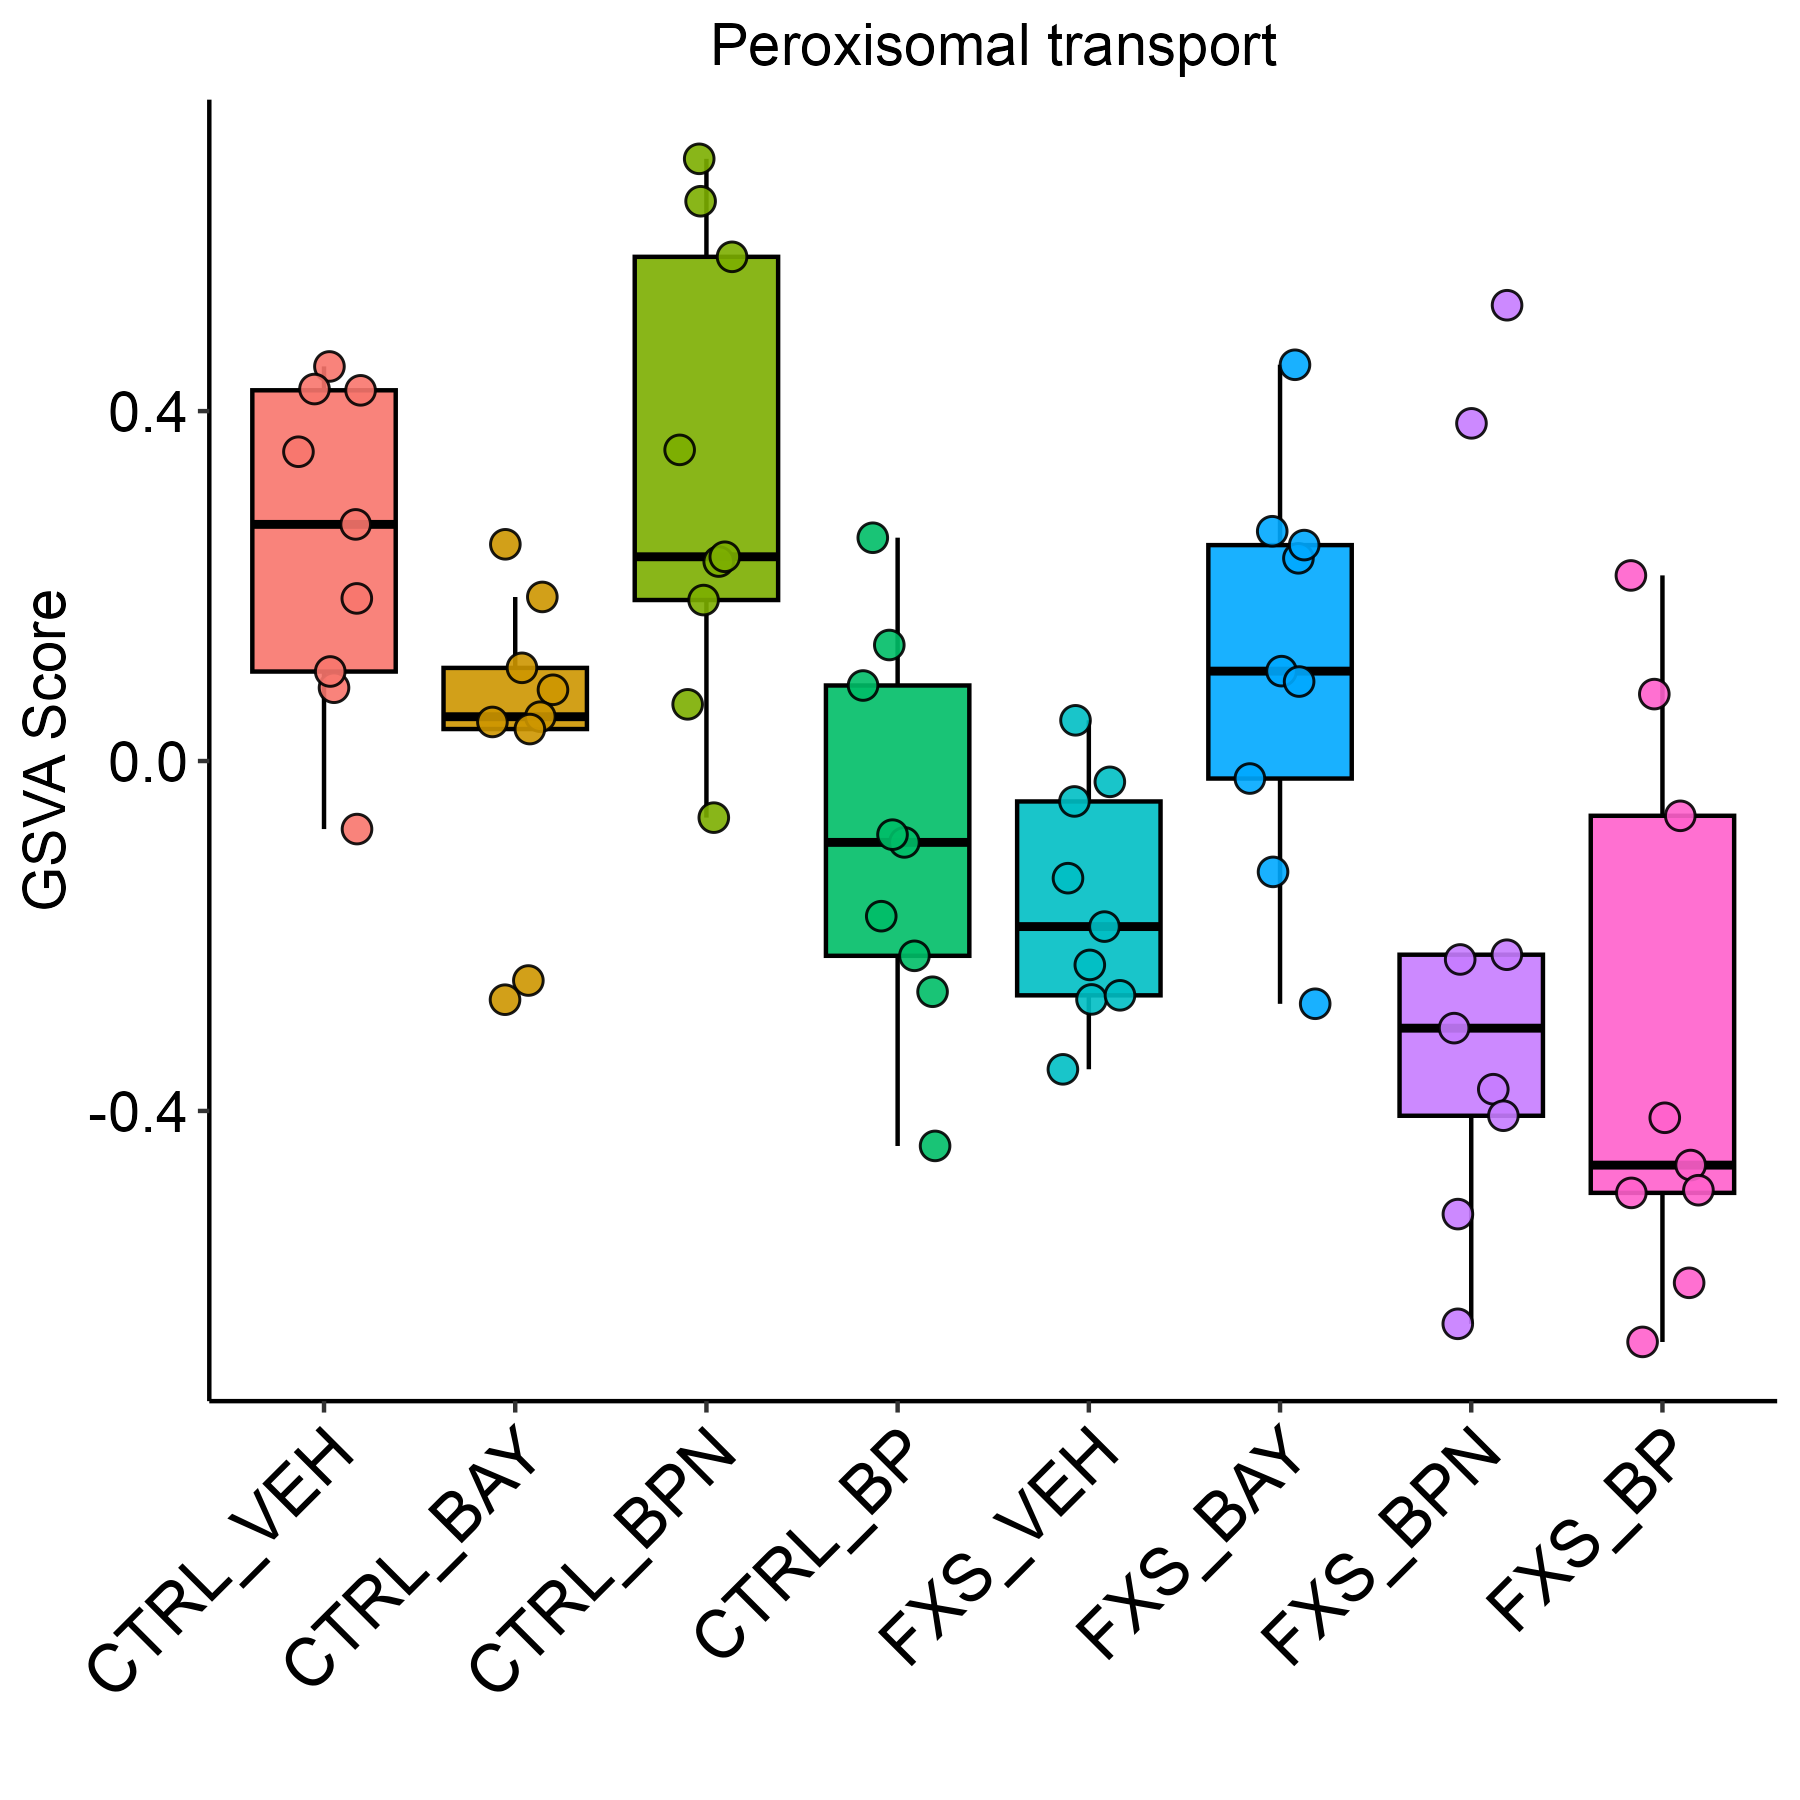 Peroxisomal transport
GSVA Score
0.4
0.0
-0.4
CTRL_VEH
CTRL_BAY
CTRL_BPN
CTRL_BP
FXS_VEH
FXS_BAY
FXS_BPN
FXS_BP